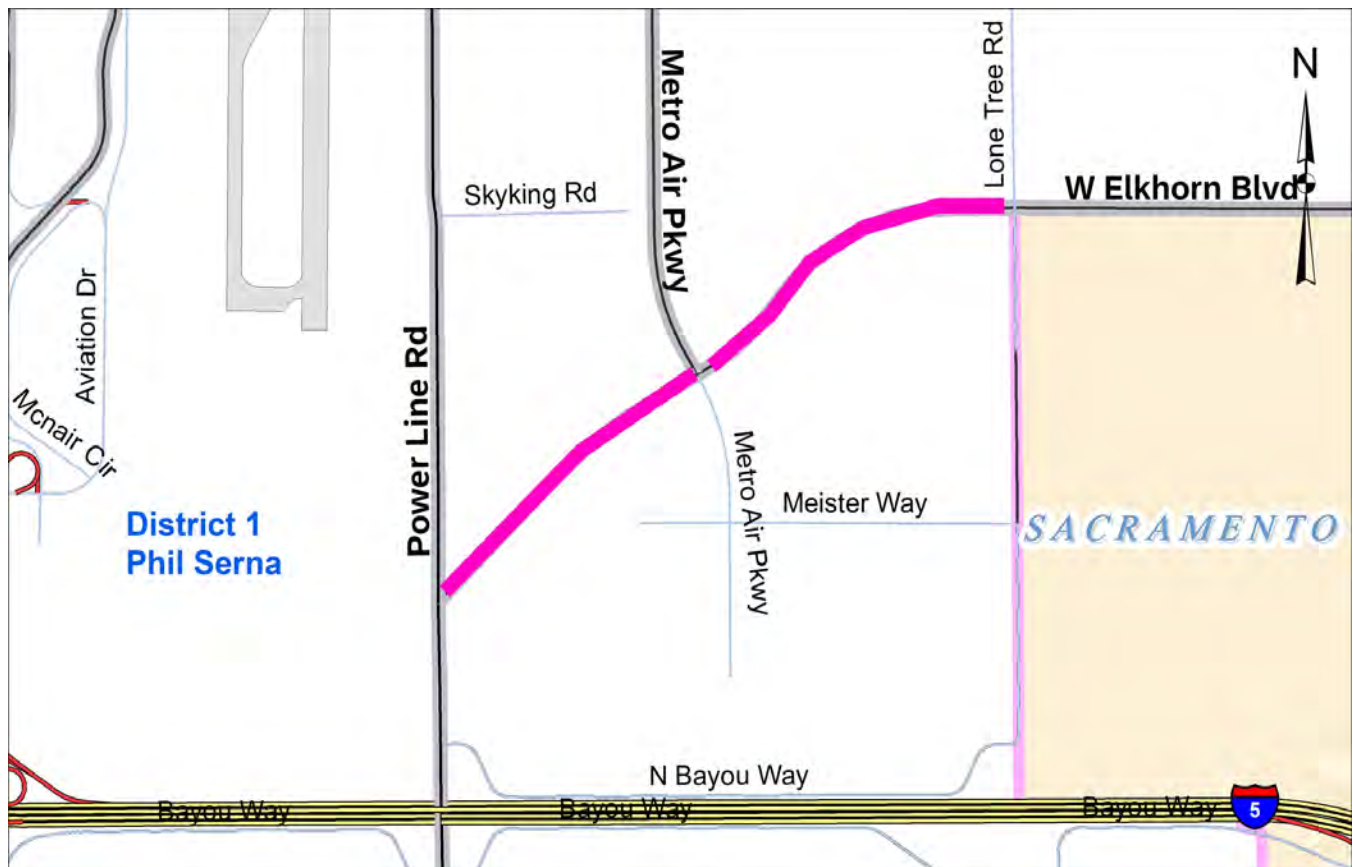 Lone Tree Rd
N
Metro Air Pkwy
Skyking Rd
W Elkhorn Blvd
Aviation Dr
Power Line Rd
Mcnair Cir
Metro Air Pkwy
Meister Way
District 1
Phil Serna
SACRAMENTO
N Bayou Way
Bayou Way
Bayou Way
Bayou Way
5